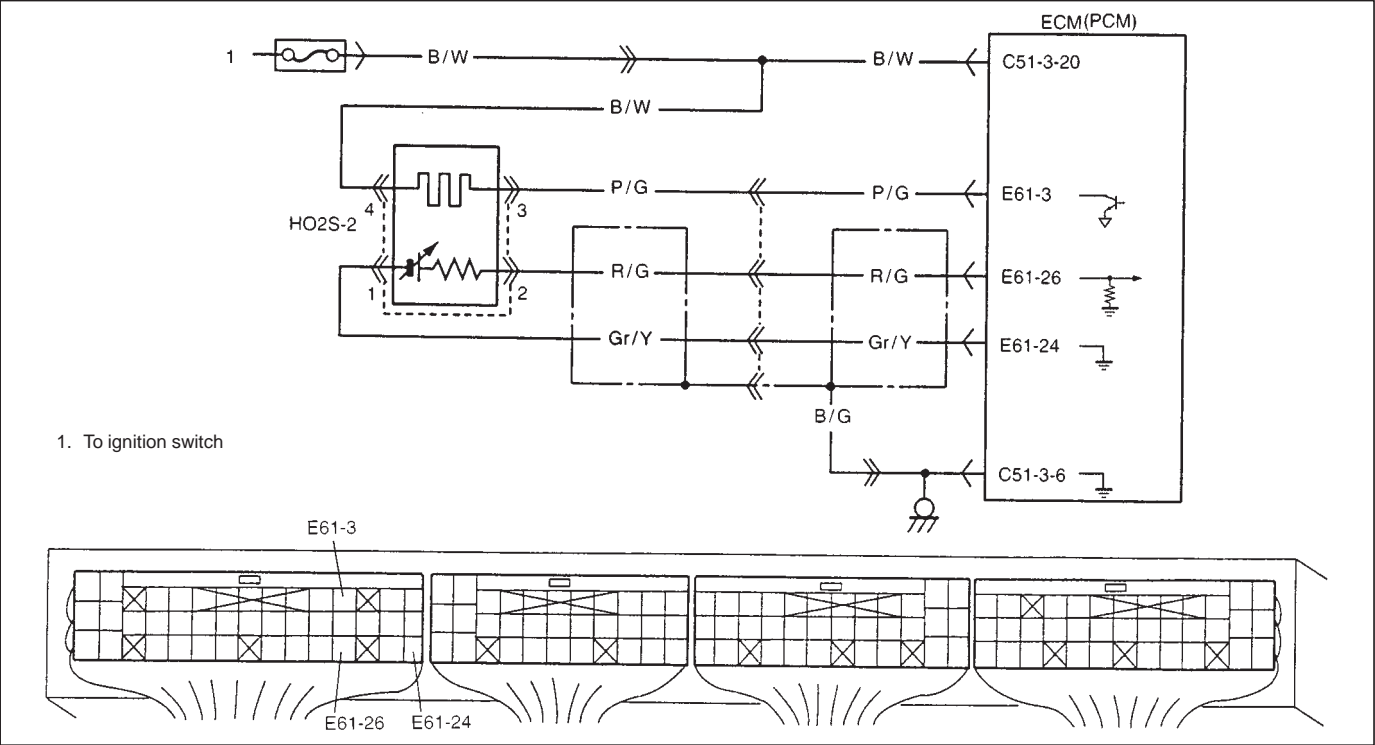 ECM(PCM)
1 B/W B/W C51-3-20
B/W
P/G P/G E61-3
4 3
HO2S-2
R/G R/G E61-26
1 2
Gr/Y Gr/Y E61-24
B/G
1. To ignition switch
C51-3-6
E61-3
E61-26 E61-24